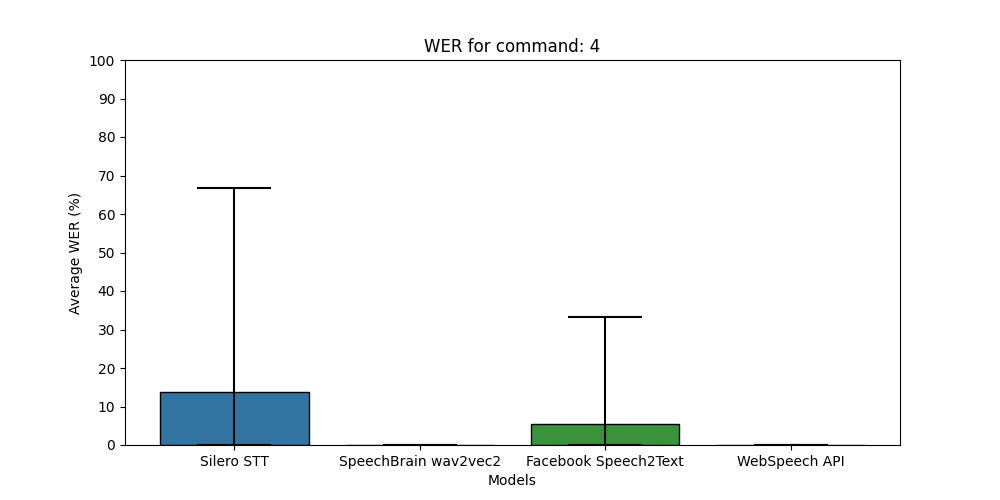 WER for command: 4
100
90
80
70
60
50
40
30
20
10
0
Average WER (%)
Silero STT
SpeechBrain wav2vec2
Facebook Speech2Text
WebSpeech API
Models